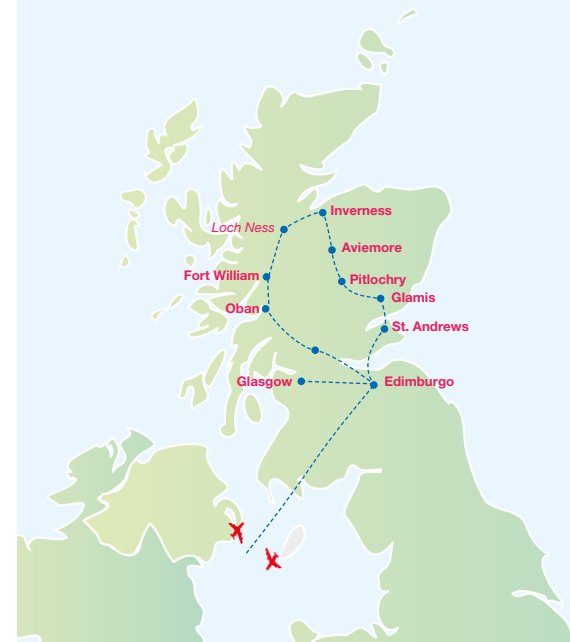 Inverness
Loch Ness
Aviemore
Fort William
Pitlochry
Glamis
Oban
St. Andrews
Glasgow
Edimburgo